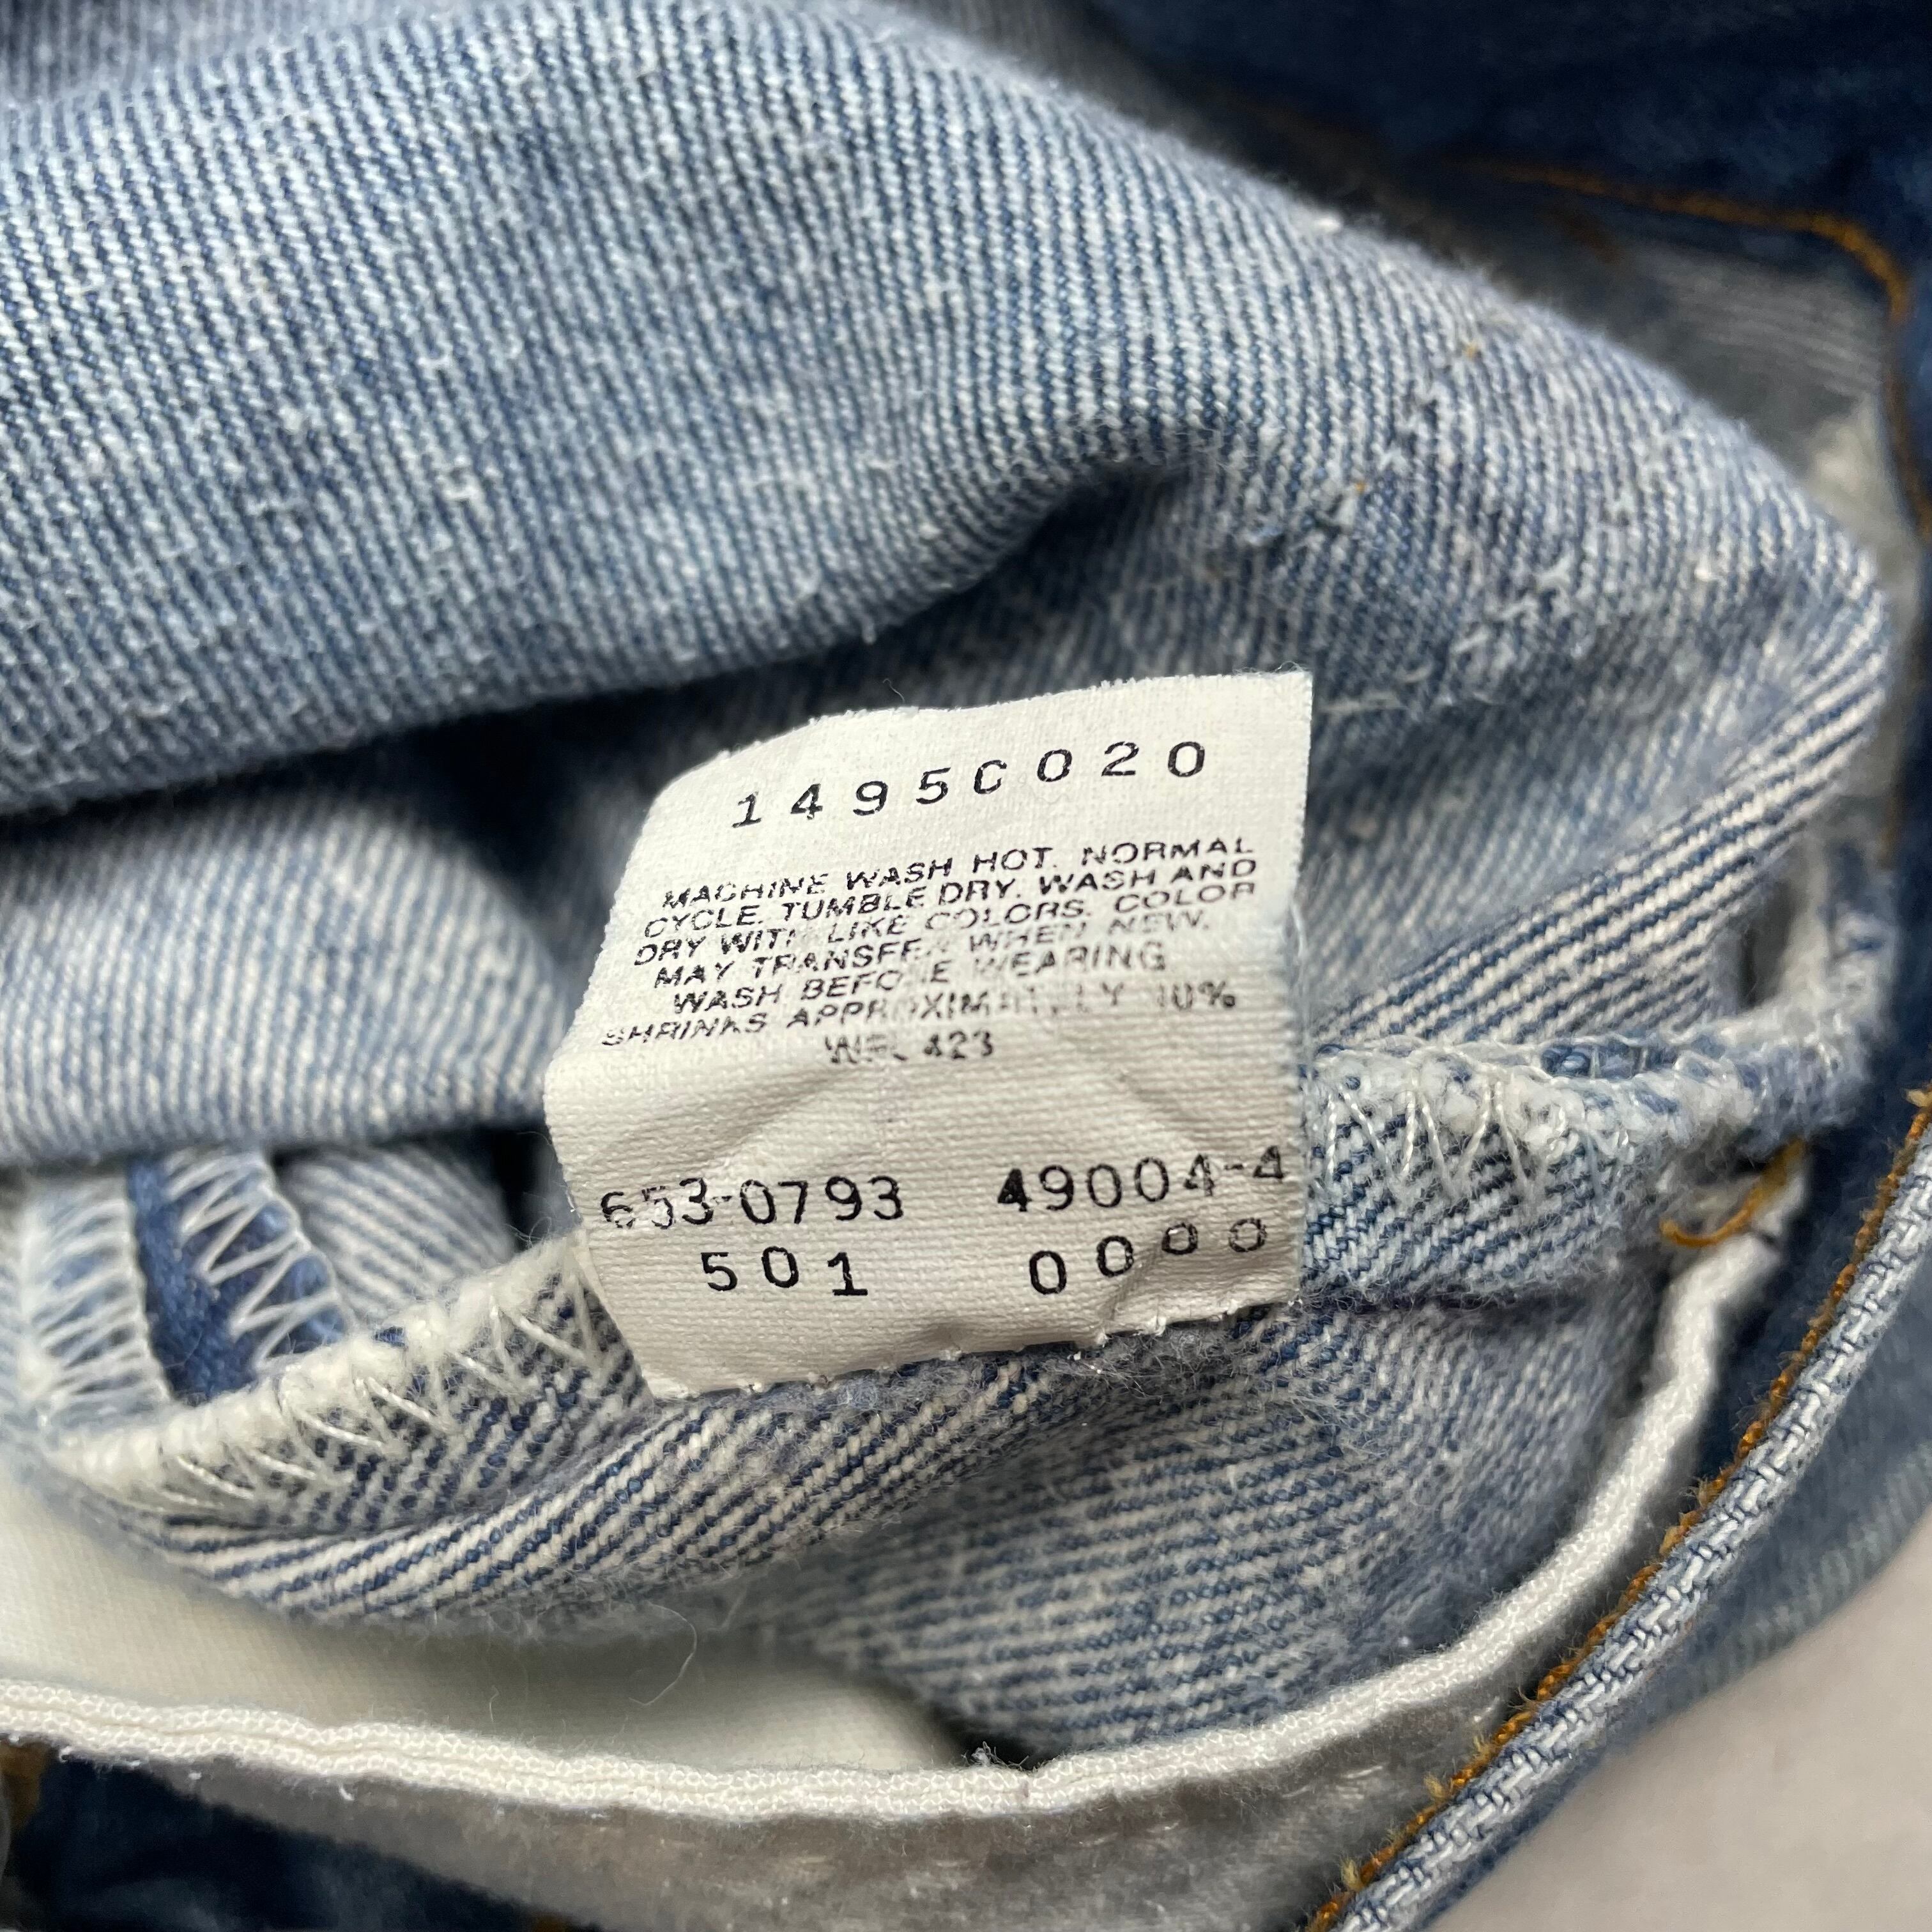 1495C020
MACHINE WASH HOT. NORMAL
CYCLE. TUMBLE DRY. WASH AND
DRY WITH LIKE COLORS. COLOR
MAY TRANSFER WHEN NEW.
WASH BEFORE WEARING
SHRINKS APPROXIMATELY 10%
WPL 423
653-0793 49004-4
501 0000